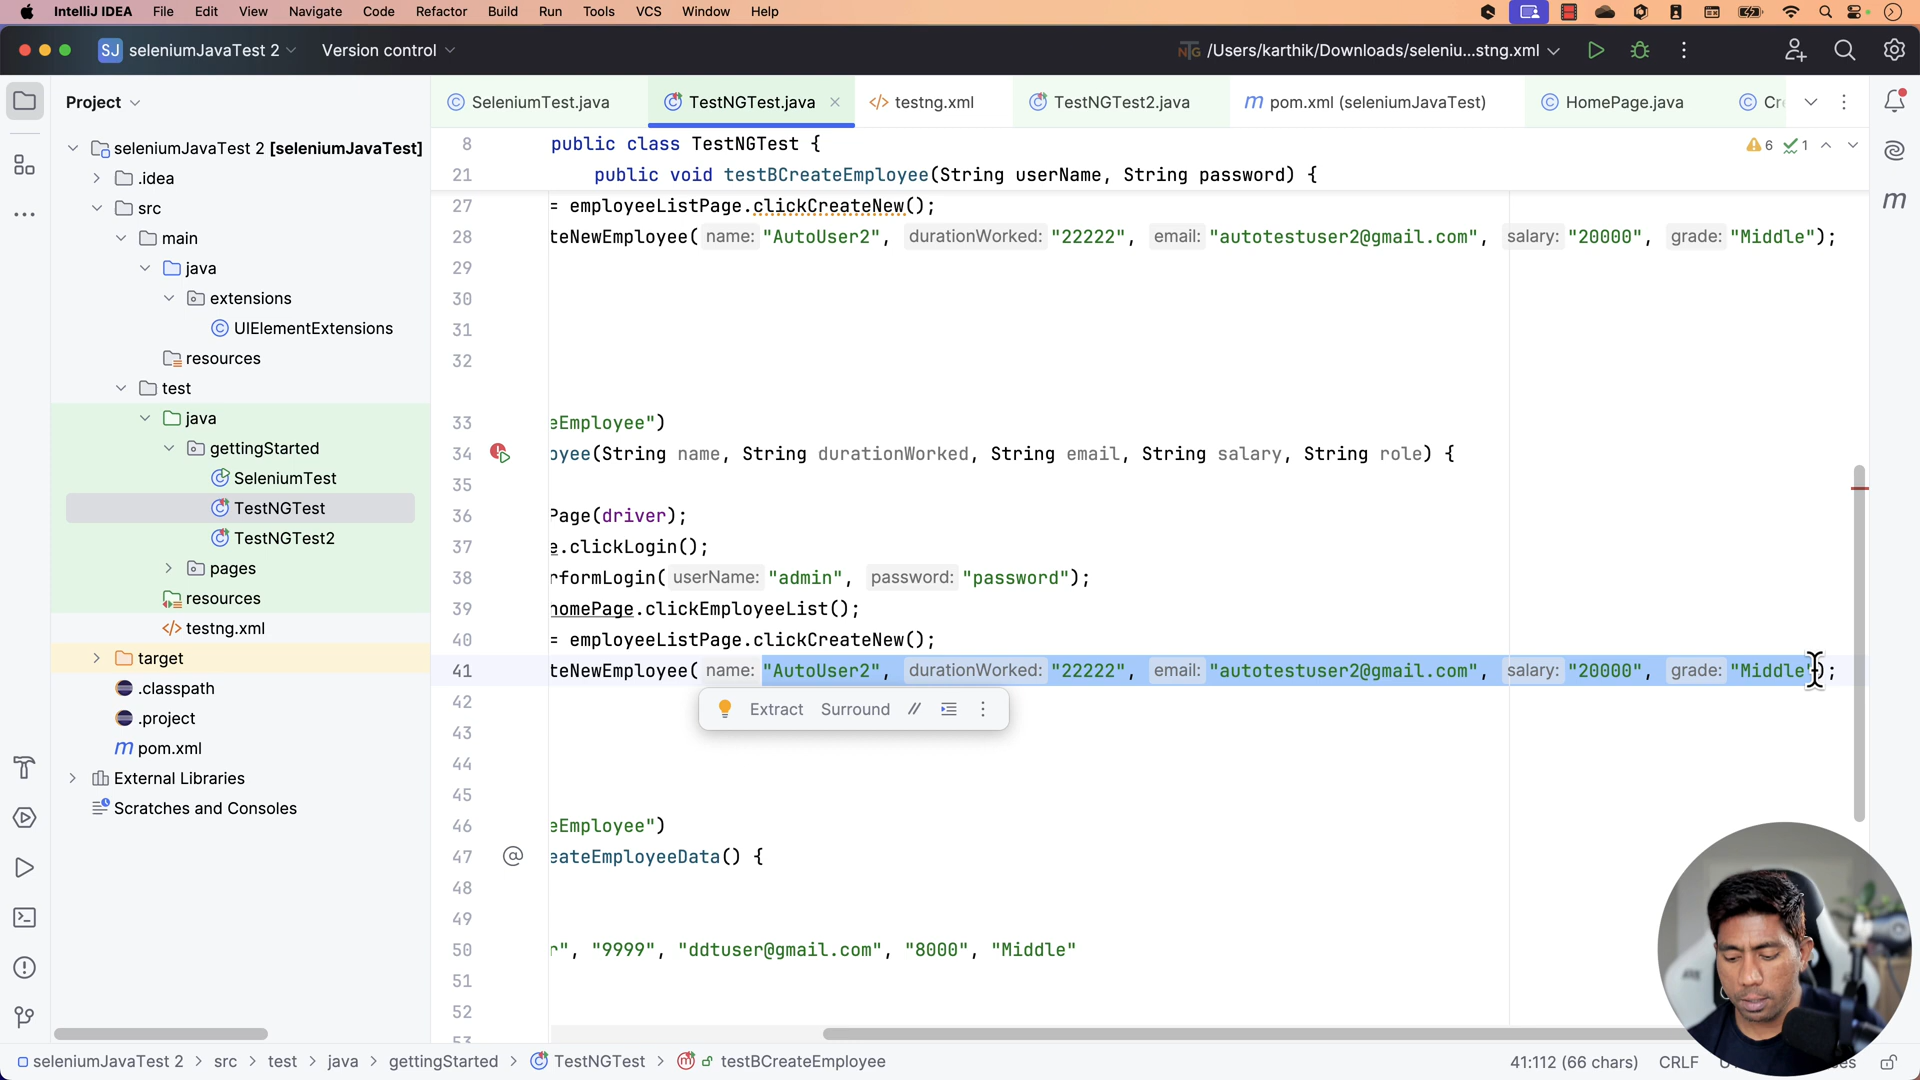 IntelliJ IDEA File Edit View Navigate Code Refactor Build Run Tools VCS Window Help
SJ seleniumJavaTest 2 Version control /Users/karthik/Downloads/seleniu...stng.xml
Project
SeleniumTest.java TestNGTest.java testng.xml TestNGTest2.java pom.xml (seleniumJavaTest) HomePage.java Cr
seleniumJavaTest 2 [seleniumJavaTest]
.idea
src
main
java
extensions
UIElementExtensions
resources
test
java
gettingStarted
SeleniumTest
TestNGTest
TestNGTest2
pages
resources
testng.xml
target
.classpath
.project
pom.xml
External Libraries
Scratches and Consoles
8 public class TestNGTest { 6 1
21 public void testBCreateEmployee(String userName, String password) {
27 = employeeListPage.clickCreateNew();
28 teNewEmployee( name: "AutoUser2", durationWorked: "22222", email: "autotestuser2@gmail.com", salary: "20000", grade: "Middle");
29
30
31
32
33 eEmployee")
34 oyee(String name, String durationWorked, String email, String salary, String role) {
35
36 Page(driver);
37 e.clickLogin();
38 rformLogin( userName: "admin", password: "password");
39 homePage.clickEmployeeList();
40 = employeeListPage.clickCreateNew();
41 teNewEmployee( name: "AutoUser2", durationWorked: "22222", email: "autotestuser2@gmail.com", salary: "20000", grade: "Middle");
42 Extract Surround //
43
44
45
46 eEmployee")
47 @ eateEmployeeData() {
48
49
50 r", "9999", "ddtuser@gmail.com", "8000", "Middle"
51
52
53
seleniumJavaTest 2 > src > test > java > gettingStarted > TestNGTest > testBCreateEmployee 41:112 (66 chars) CRLF